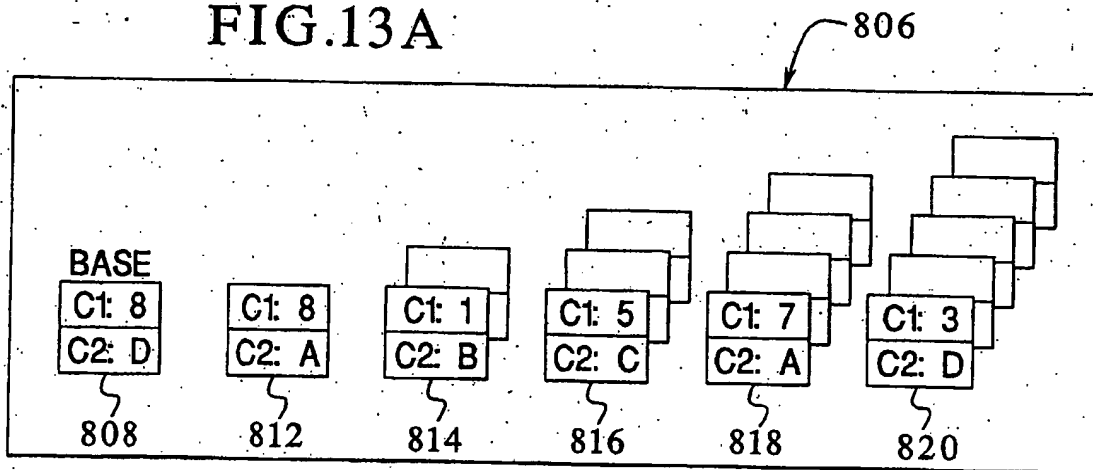 FIG.13A
806
BASE
C1: 8 C1: 8 C1: 1 C1: 5 C1: 7 C1: 3
C2: D C2: A C2: B C2: C C2: A C2: D
808 812 814 816 818 820